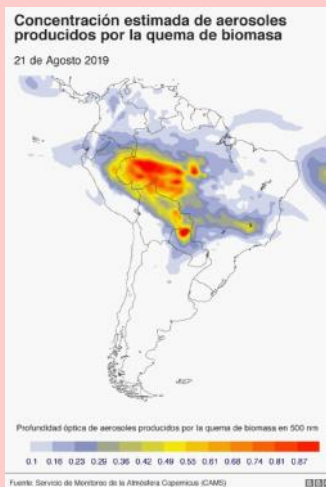 Concentración estimada de aerosoles
producidos por la quema de biomasa
21 de Agosto 2019
Profundidad óptica de aerosoles producidos por la quema de biomasa en 500 nm
0.1 0.16 0.23 0.29 0.36 0.42 0.49 0.55 0.61 0.68 0.74 0.81 0.87
Fuente: Servicio de Monitoreo de la Atmósfera Copernicus (CAMS) BBC